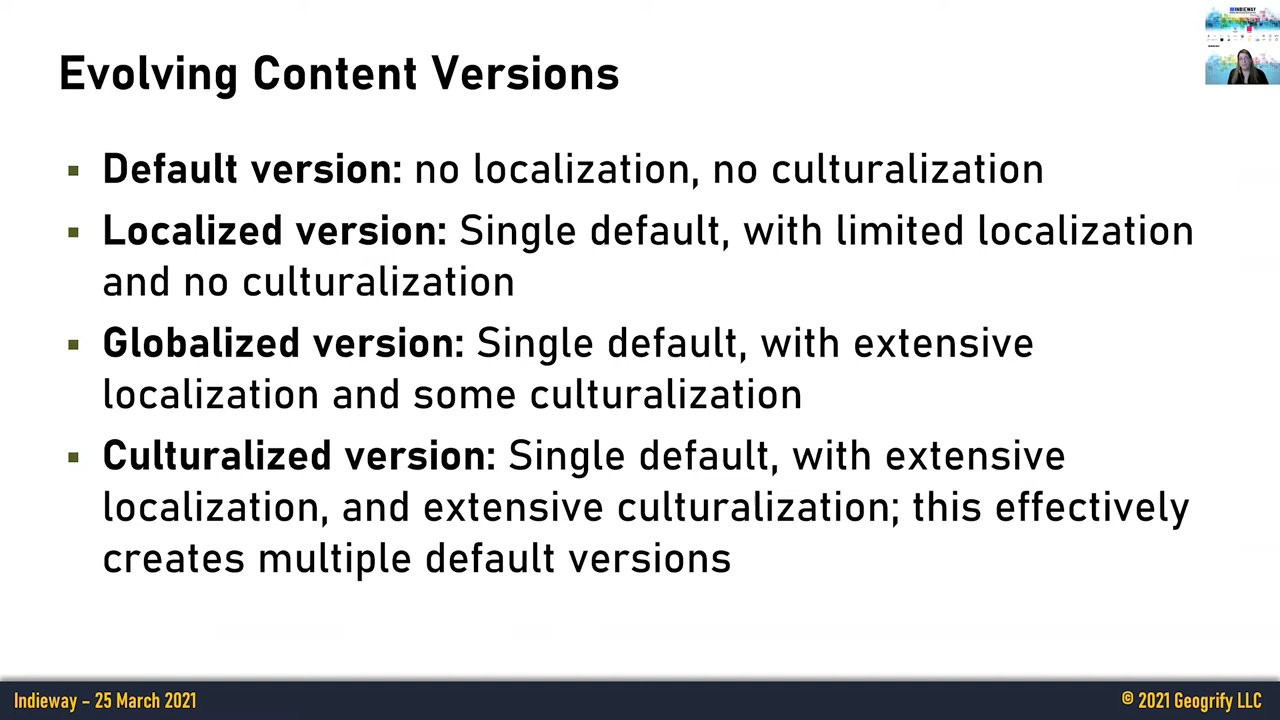 Evolving Content Versions
INDIEWAY
▪ Default version: no localization, no culturalization
▪ Localized version: Single default, with limited localization
and no culturalization
▪ Globalized version: Single default, with extensive
localization and some culturalization
▪ Culturalized version: Single default, with extensive
localization, and extensive culturalization; this effectively
creates multiple default versions
Indieway – 25 March 2021
© 2021 Geogrify LLC